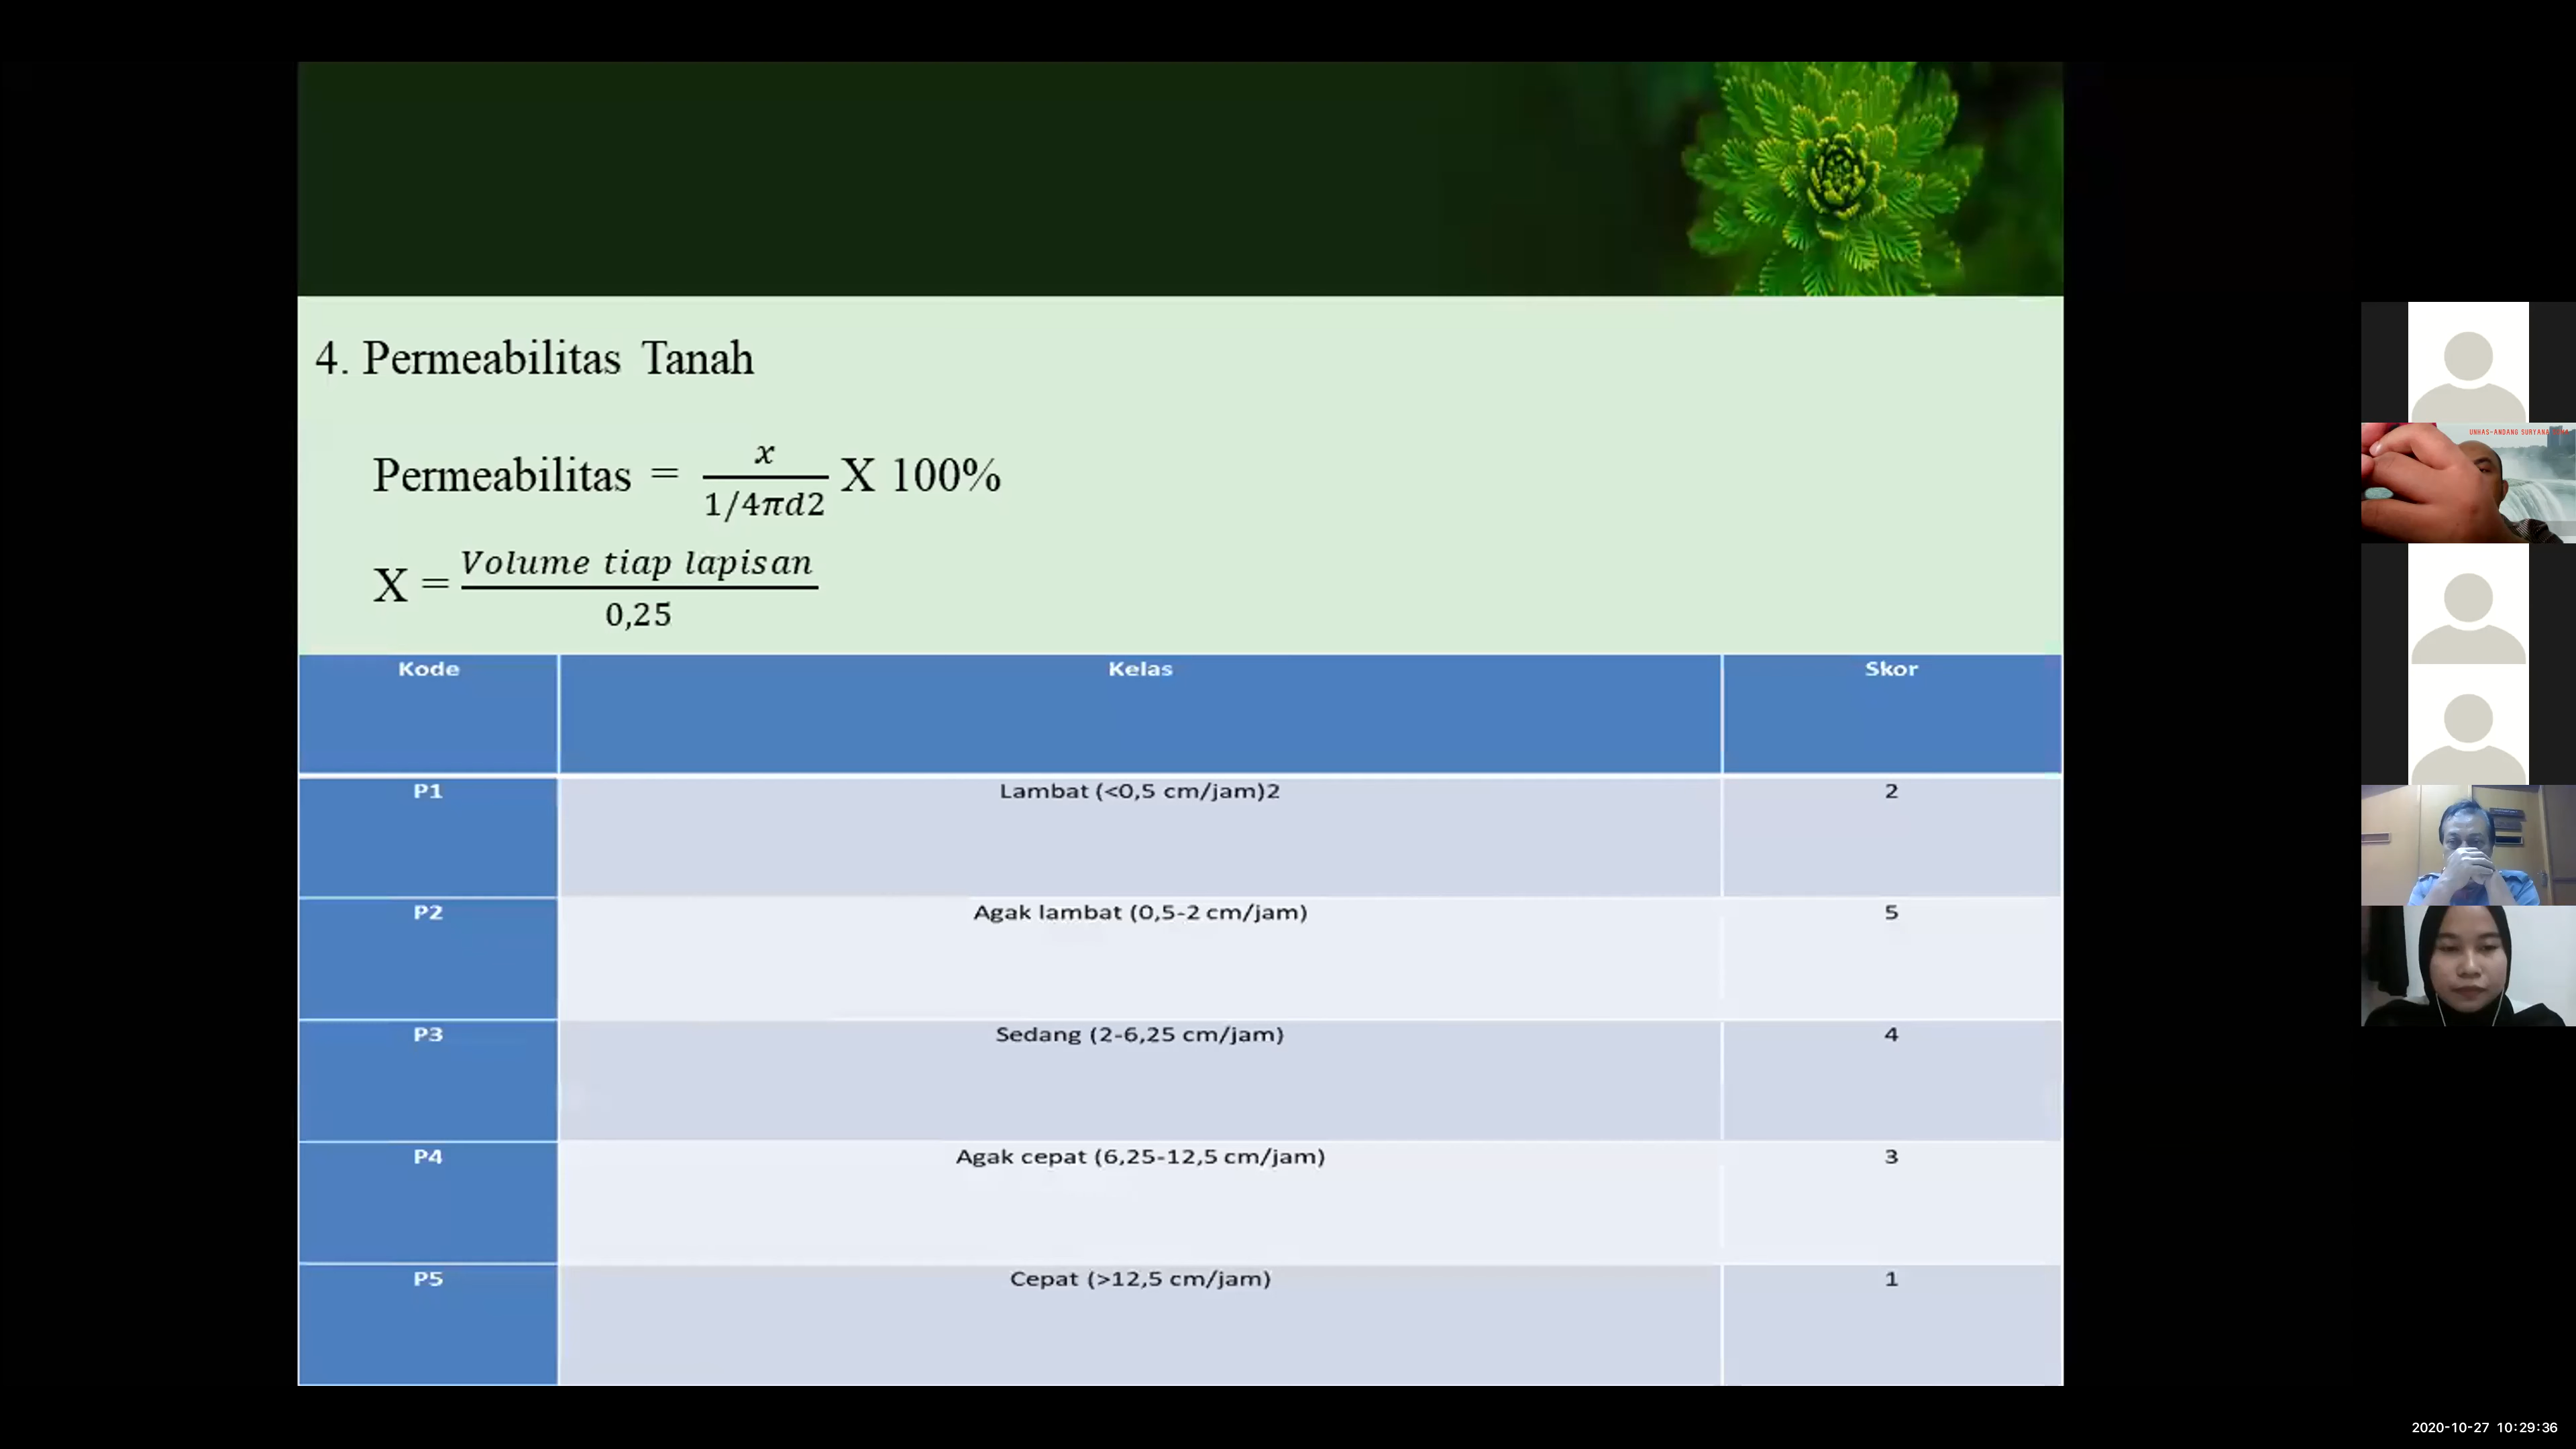 4. Permeabilitas Tanah
Permeabilitas = x / 1/4πd2 X 100%
X = Volume tiap lapisan / 0,25
Kode Kelas Skor
P1 Lambat (<0,5 cm/jam)2 2
P2 Agak lambat (0,5-2 cm/jam) 5
P3 Sedang (2-6,25 cm/jam) 4
P4 Agak cepat (6,25-12,5 cm/jam) 3
P5 Cepat (>12,5 cm/jam) 1
UNHAS-ANDANG SURYANA
2020-10-27 10:29:36